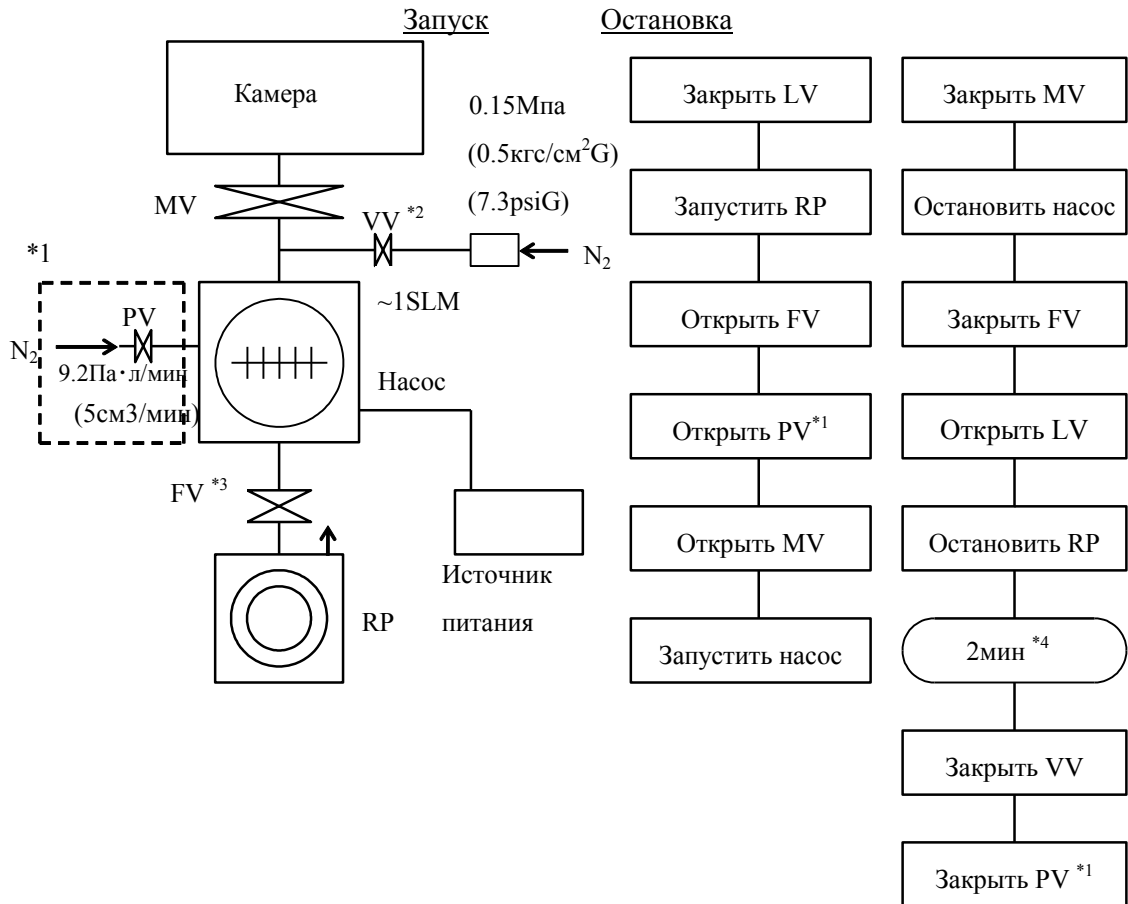 Запуск
Остановка
Камера
0.15Мпа
(0.5кгс/см²G)
(7.3psiG)
MV
VV *2
N₂
~1SLM
*1
PV
N₂
9.2Па·л/мин
(5см3/мин)
Насос
FV *3
Источник
питания
RP
Закрыть LV
Запустить RP
Открыть FV
Открыть PV*1
Открыть MV
Запустить насос
Закрыть MV
Остановить насос
Закрыть FV
Открыть LV
Остановить RP
2мин *4
Закрыть VV
Закрыть PV *1